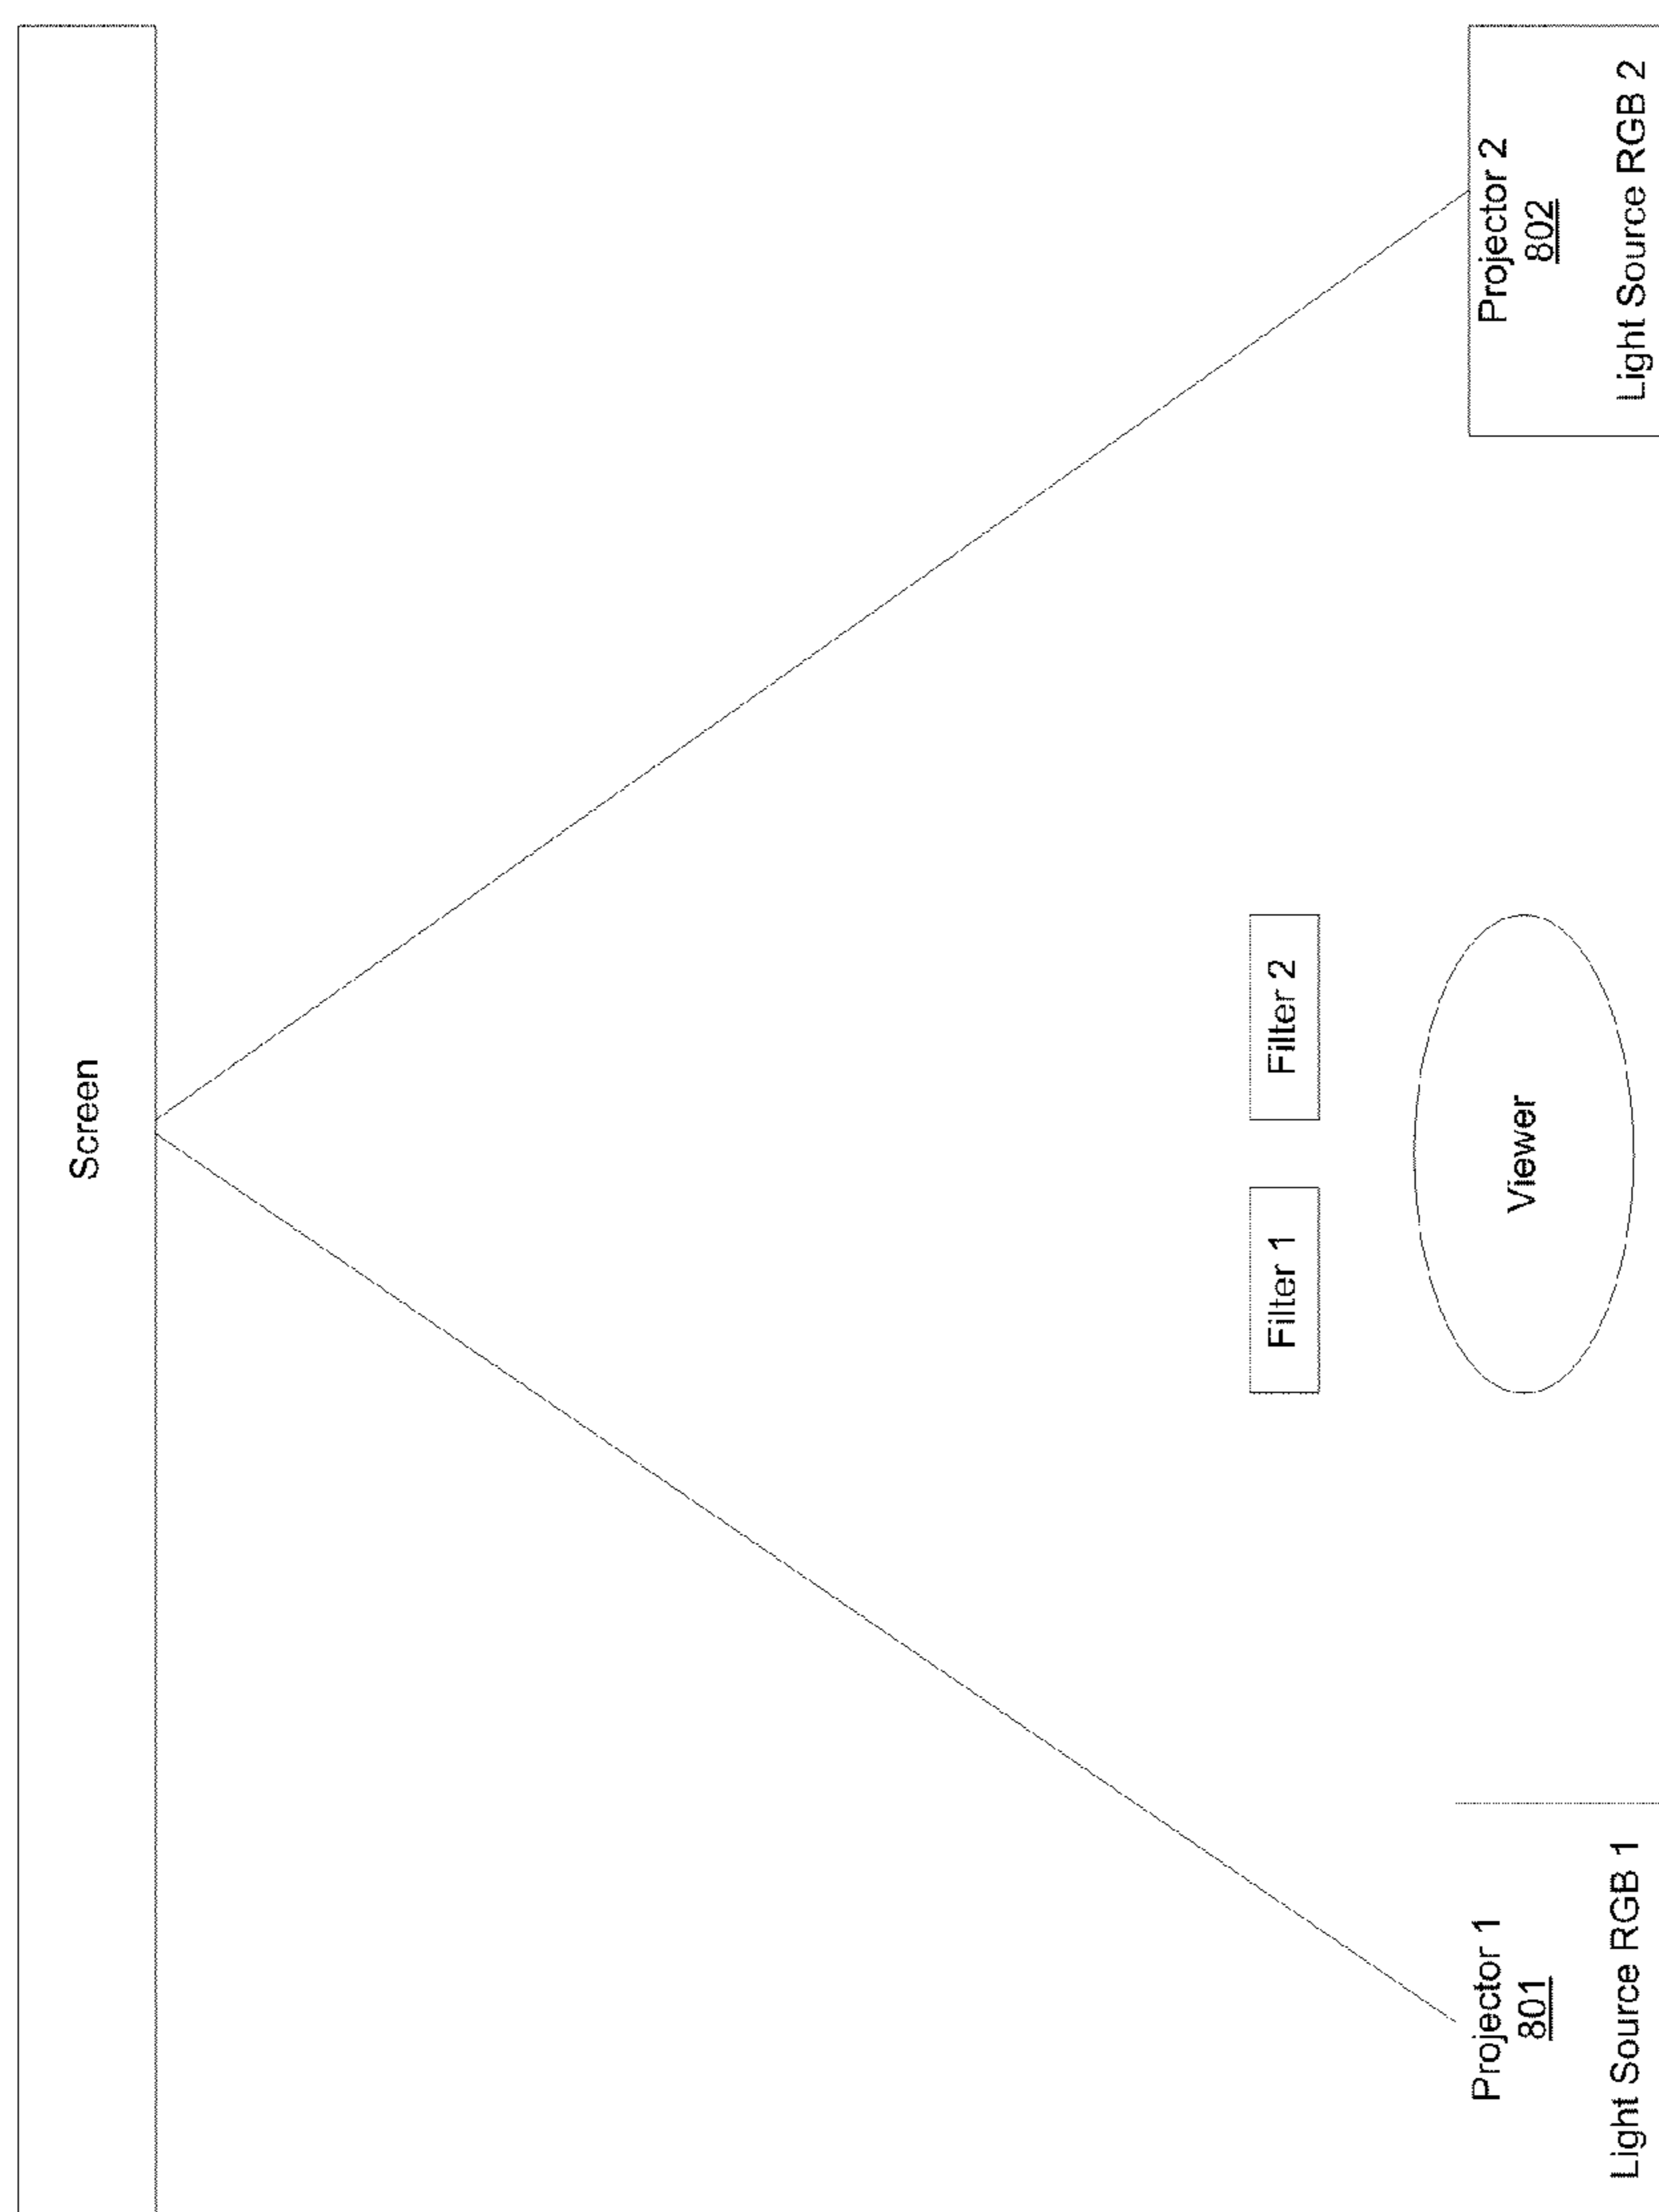 Screen
Filter 1
Filter 2
Viewer
Projector 1
801
Light Source RGB 1
Projector 2
802
Light Source RGB 2